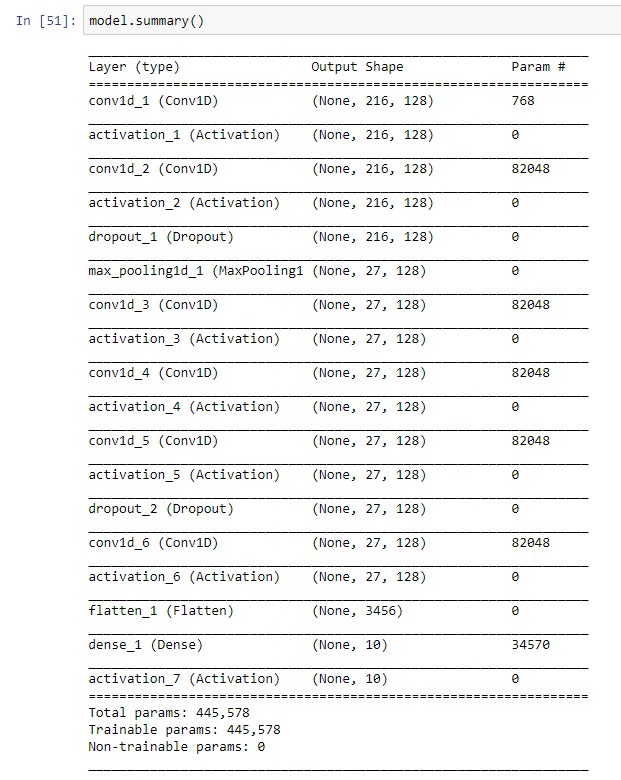 In [51]: model.summary()
Layer (type) Output Shape Param #
=================================================================
conv1d_1 (Conv1D) (None, 216, 128) 768
activation_1 (Activation) (None, 216, 128) 0
conv1d_2 (Conv1D) (None, 216, 128) 82048
activation_2 (Activation) (None, 216, 128) 0
dropout_1 (Dropout) (None, 216, 128) 0
max_pooling1d_1 (MaxPooling1 (None, 27, 128) 0
conv1d_3 (Conv1D) (None, 27, 128) 82048
activation_3 (Activation) (None, 27, 128) 0
conv1d_4 (Conv1D) (None, 27, 128) 82048
activation_4 (Activation) (None, 27, 128) 0
conv1d_5 (Conv1D) (None, 27, 128) 82048
activation_5 (Activation) (None, 27, 128) 0
dropout_2 (Dropout) (None, 27, 128) 0
conv1d_6 (Conv1D) (None, 27, 128) 82048
activation_6 (Activation) (None, 27, 128) 0
flatten_1 (Flatten) (None, 3456) 0
dense_1 (Dense) (None, 10) 34570
activation_7 (Activation) (None, 10) 0
=================================================================
Total params: 445,578
Trainable params: 445,578
Non-trainable params: 0